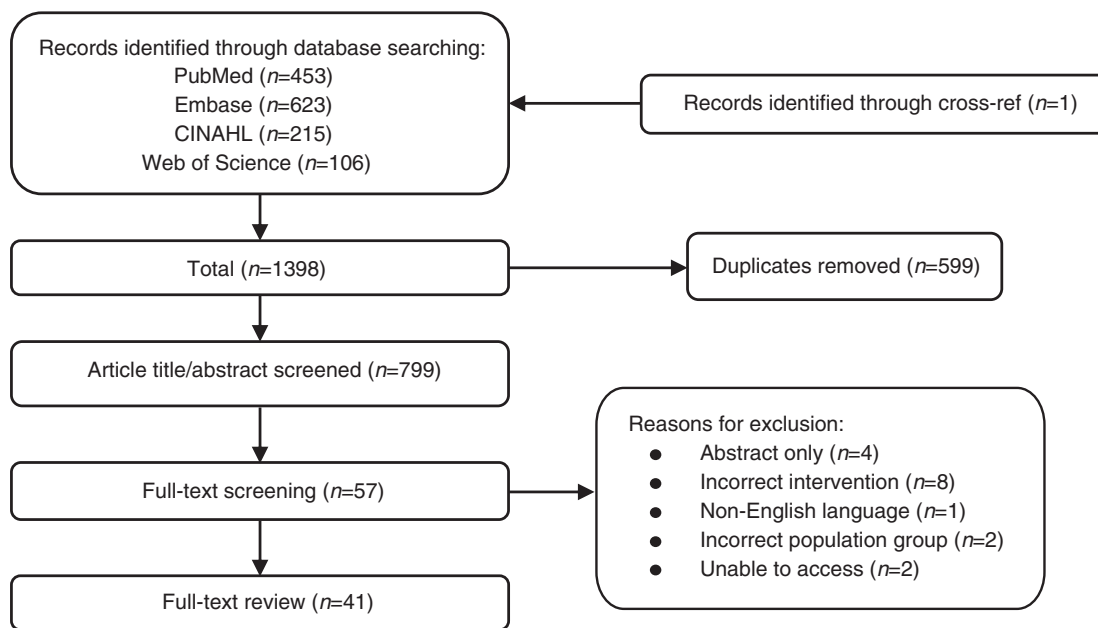 Records identified through database searching:
PubMed (n=453)
Embase (n=623)
CINAHL (n=215)
Web of Science (n=106)
Records identified through cross-ref (n=1)
Total (n=1398)
Duplicates removed (n=599)
Article title/abstract screened (n=799)
Full-text screening (n=57)
Reasons for exclusion:
● Abstract only (n=4)
● Incorrect intervention (n=8)
● Non-English language (n=1)
● Incorrect population group (n=2)
● Unable to access (n=2)
Full-text review (n=41)